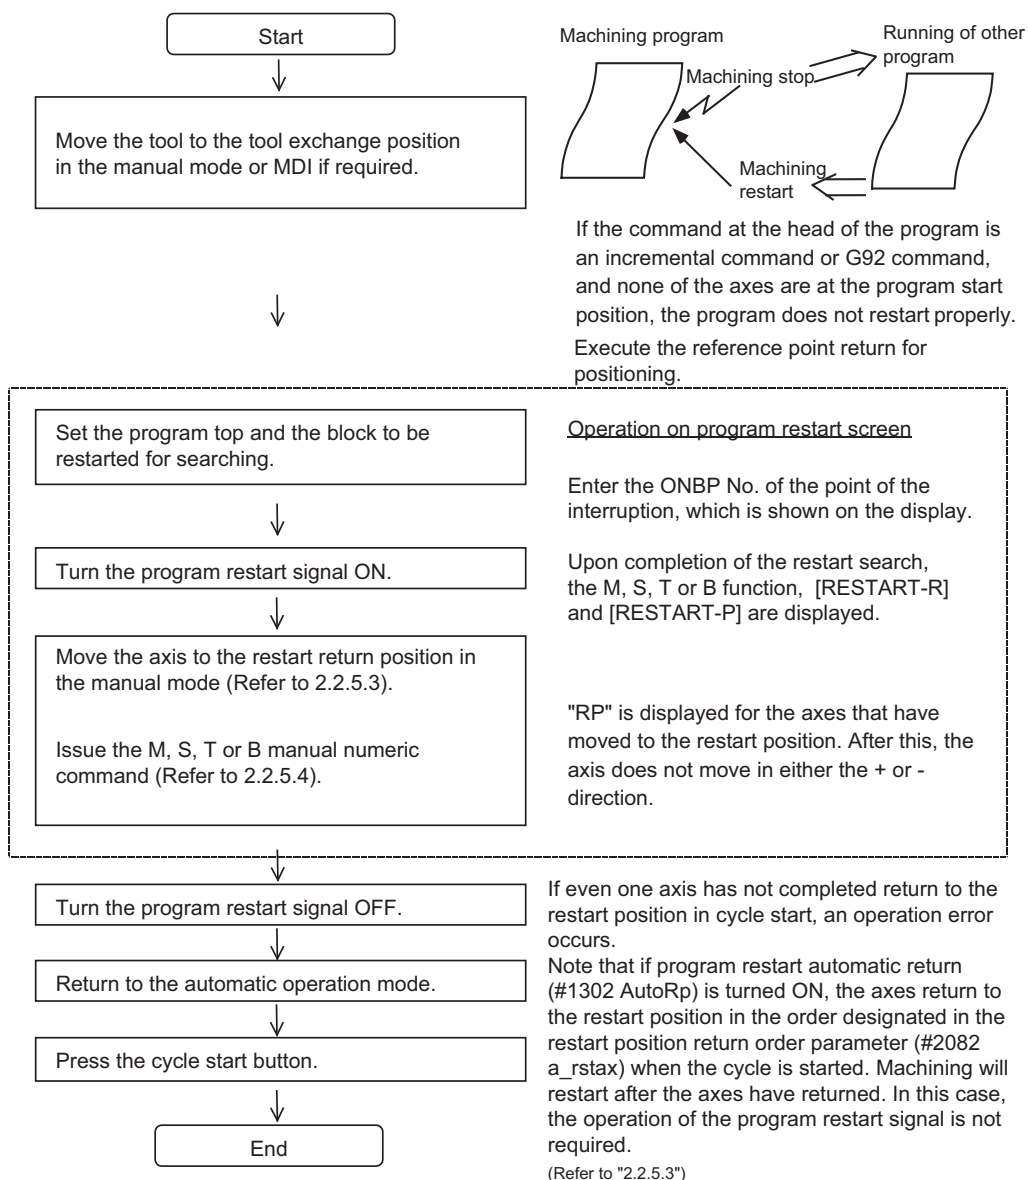 Start
Machining program
Running of other
program
Machining stop
Machining
restart
Move the tool to the tool exchange position
in the manual mode or MDI if required.
If the command at the head of the program is
an incremental command or G92 command,
and none of the axes are at the program start
position, the program does not restart properly.
Execute the reference point return for
positioning.
Set the program top and the block to be
restarted for searching.
Operation on program restart screen
Enter the ONBP No. of the point of the
interruption, which is shown on the display.
Turn the program restart signal ON.
Upon completion of the restart search,
the M, S, T or B function, [RESTART-R]
and [RESTART-P] are displayed.
Move the axis to the restart return position in
the manual mode (Refer to 2.2.5.3).
Issue the M, S, T or B manual numeric
command (Refer to 2.2.5.4).
"RP" is displayed for the axes that have
moved to the restart position. After this, the
axis does not move in either the + or -
direction.
Turn the program restart signal OFF.
Return to the automatic operation mode.
Press the cycle start button.
End
If even one axis has not completed return to the
restart position in cycle start, an operation error
occurs.
Note that if program restart automatic return
(#1302 AutoRp) is turned ON, the axes return to
the restart position in the order designated in the
restart position return order parameter (#2082
a_rstax) when the cycle is started. Machining will
restart after the axes have returned. In this case,
the operation of the program restart signal is not
required.
(Refer to "2.2.5.3")